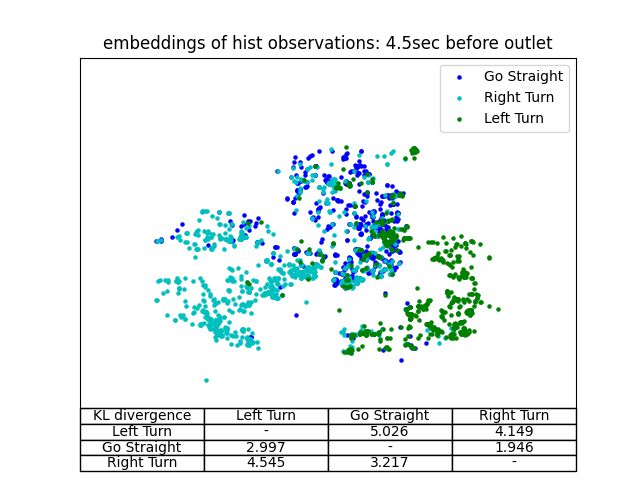 embeddings of hist observations: 4.5sec before outlet
Go Straight
Right Turn
Left Turn
KL divergence Left Turn Go Straight Right Turn
Left Turn - 5.026 4.149
Go Straight 2.997 - 1.946
Right Turn 4.545 3.217 -